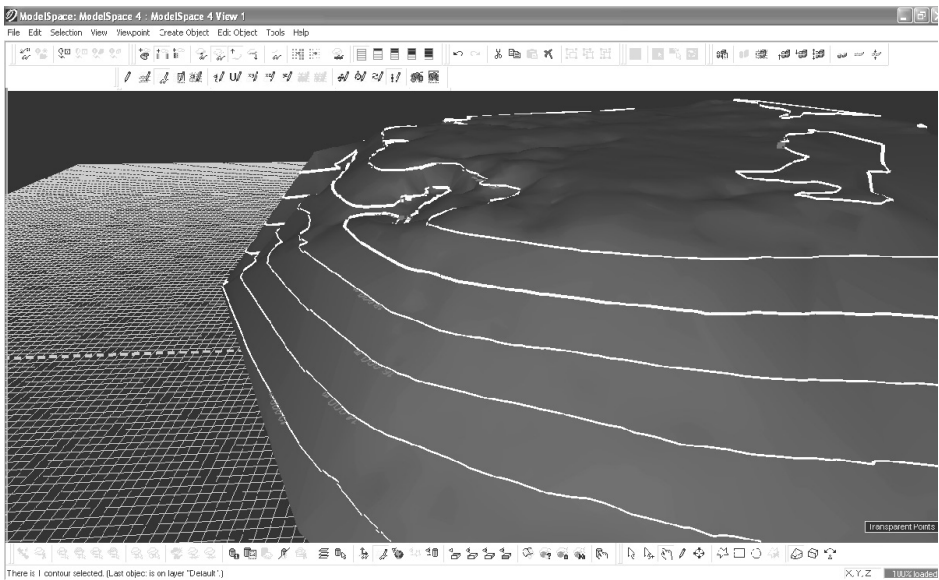 ModelSpace: ModelSpace 4 : ModelSpace 4 View 1
File Edit Selection View Viewpoint Create Object Edit Object Tools Help
Transparent Points
There is 1 contour selected. (Last object: is on layer "Default".)
X, Y, Z 100% loaded